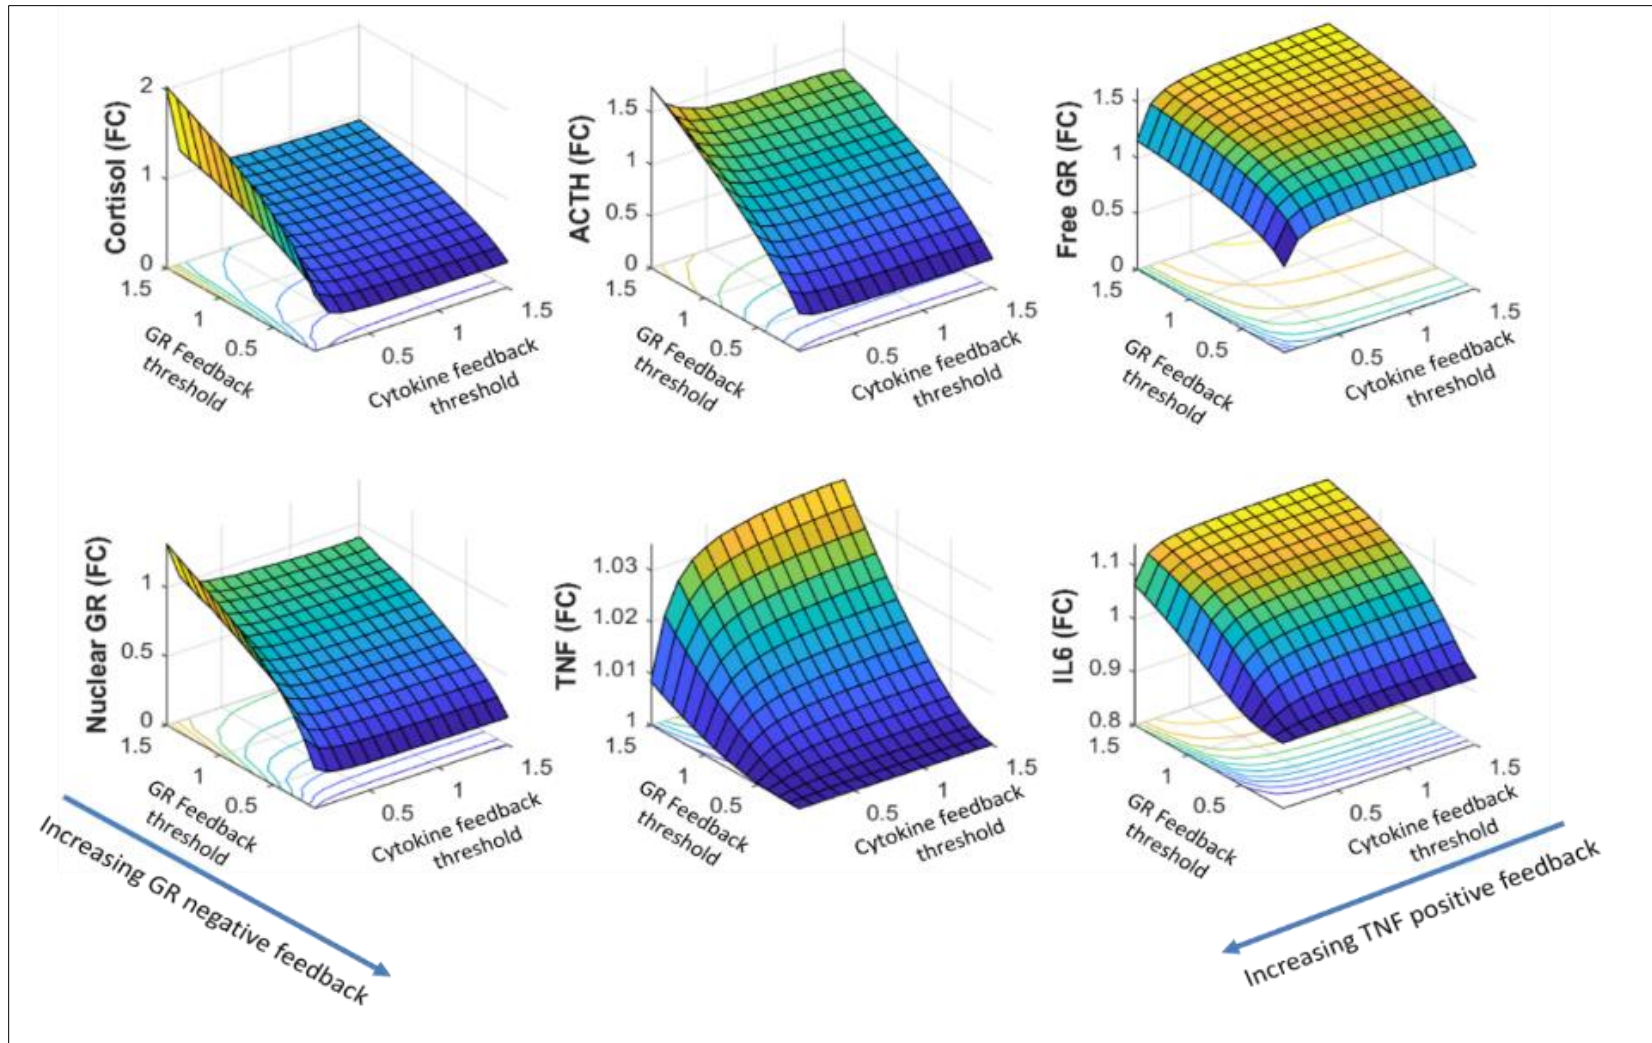 Cortisol (FC)
2
1
0
1.5
1
0.5
GR Feedback
threshold
0.5
1
1.5
Cytokine feedback
threshold
ACTH (FC)
1.5
1
0.5
0
1.5
1
0.5
GR Feedback
threshold
0.5
1
1.5
Cytokine feedback
threshold
Free GR (FC)
1.5
1
0.5
0
1.5
1
0.5
GR Feedback
threshold
0.5
1
1.5
Cytokine feedback
threshold
Nuclear GR (FC)
1
0.5
0
1.5
1
0.5
GR Feedback
threshold
0.5
1
1.5
Cytokine feedback
threshold
TNF (FC)
1.03
1.02
1.01
1
1.5
1
0.5
GR Feedback
threshold
0.5
1
1.5
Cytokine feedback
threshold
IL6 (FC)
1.1
1
0.9
0.8
1.5
1
0.5
GR Feedback
threshold
0.5
1
1.5
Cytokine feedback
threshold
Increasing GR negative feedback
Increasing TNF positive feedback